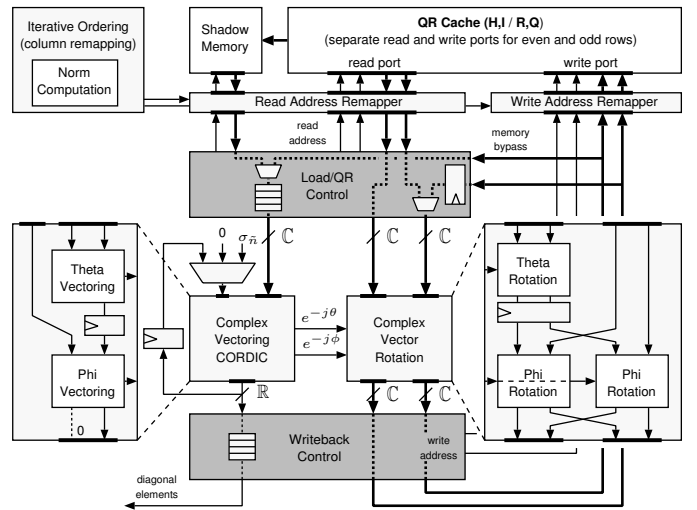 Iterative Ordering
(column remapping)
Norm
Computation
Shadow
Memory
QR Cache (H,I / R,Q)
(separate read and write ports for even and odd rows)
read port
write port
Read Address Remapper
Write Address Remapper
read
address
memory
bypass
Load/QR
Control
ℂ
ℂ
ℂ
0
σñ
Theta
Vectoring
Phi
Vectoring
0
Complex
Vectoring
CORDIC
e^{-jθ}
e^{-jϕ}
Complex
Vector
Rotation
Theta
Rotation
Phi
Rotation
Phi
Rotation
ℝ
ℂ
ℂ
Writeback
Control
write
address
diagonal
elements